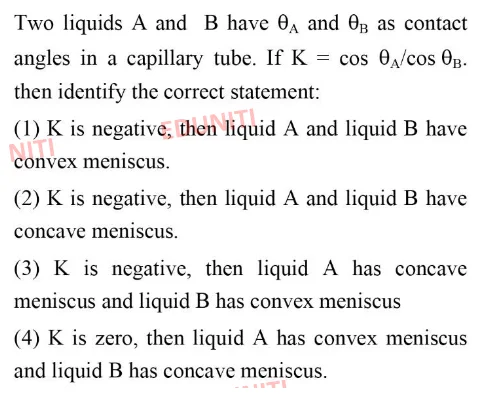 Two liquids A and B have θA and θB as contact
angles in a capillary tube. If K = cos θA/cos θB.
then identify the correct statement:
(1) K is negative, then liquid A and liquid B have
convex meniscus.
(2) K is negative, then liquid A and liquid B have
concave meniscus.
(3) K is negative, then liquid A has concave
meniscus and liquid B has convex meniscus
(4) K is zero, then liquid A has convex meniscus
and liquid B has concave meniscus.
EDUNITI
NITI
UNITI